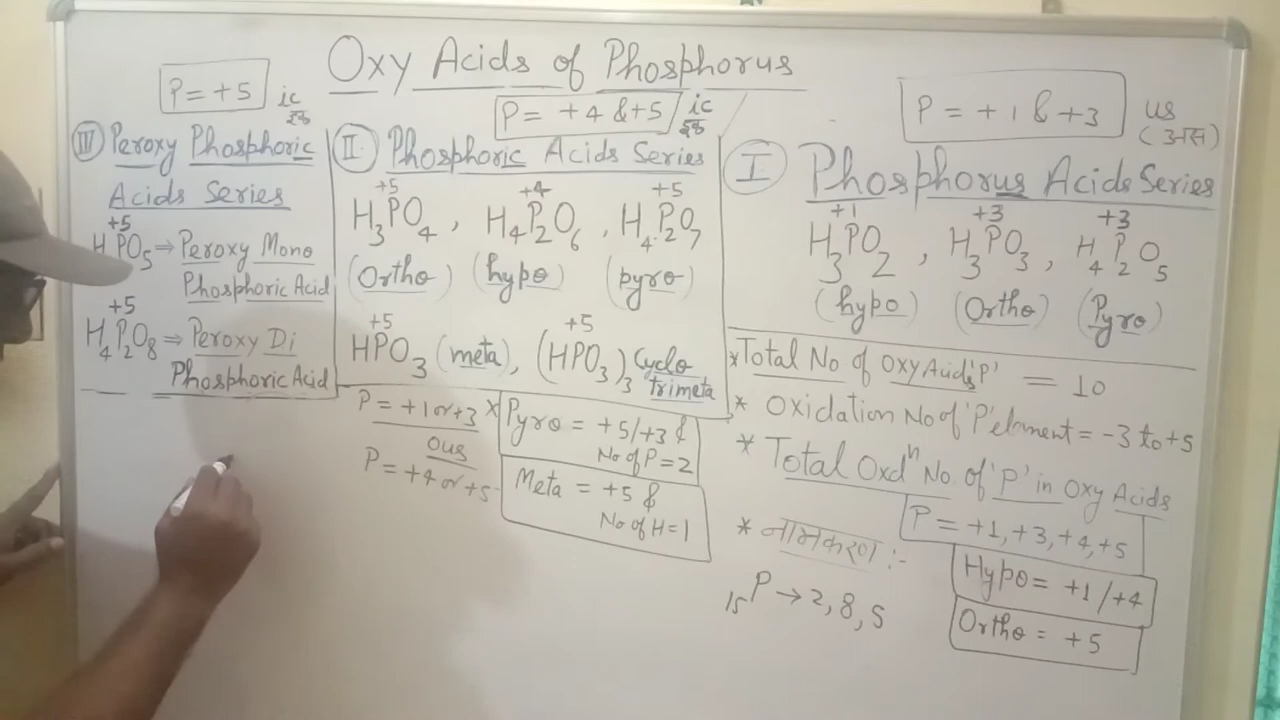 Oxy Acids of Phosphorus
P = +5 ic
इक
IV Peroxy Phosphoric
Acids Series
+5
HPO5 ⇒ Peroxy Mono
Phosphoric Acid
+5
H4P2O8 ⇒ Peroxy Di
Phosphoric Acid
P = +4 & +5 ic
इक
II Phosphoric Acids Series
+5 +4 +5
H3PO4, H4P2O6, H4P2O7
(Ortho) (hypo) (pyro)
+5 +5
HPO3 (meta), (HPO3)3 Cyclo
trimeta
P = +1 or +3
ous
P = +4 or +5
x Pyro = +5/+3 &
No of P = 2
Meta = +5 &
No of H = 1
P = +1 & +3 us
(अस)
I Phosphorus Acids Series
+1 +3 +3
H3PO2, H3PO3, H4P2O5
(hypo) (Ortho) (Pyro)
* Total No of Oxy Acids 'P' = 10
* Oxidation No of 'P' elament = -3 to +5
* Total Oxdn No. of 'P' in Oxy Acids
P = +1, +3, +4, +5
* नामकरण :-
Hypo = +1/+4
15P → 2, 8, 5
Ortho = +5